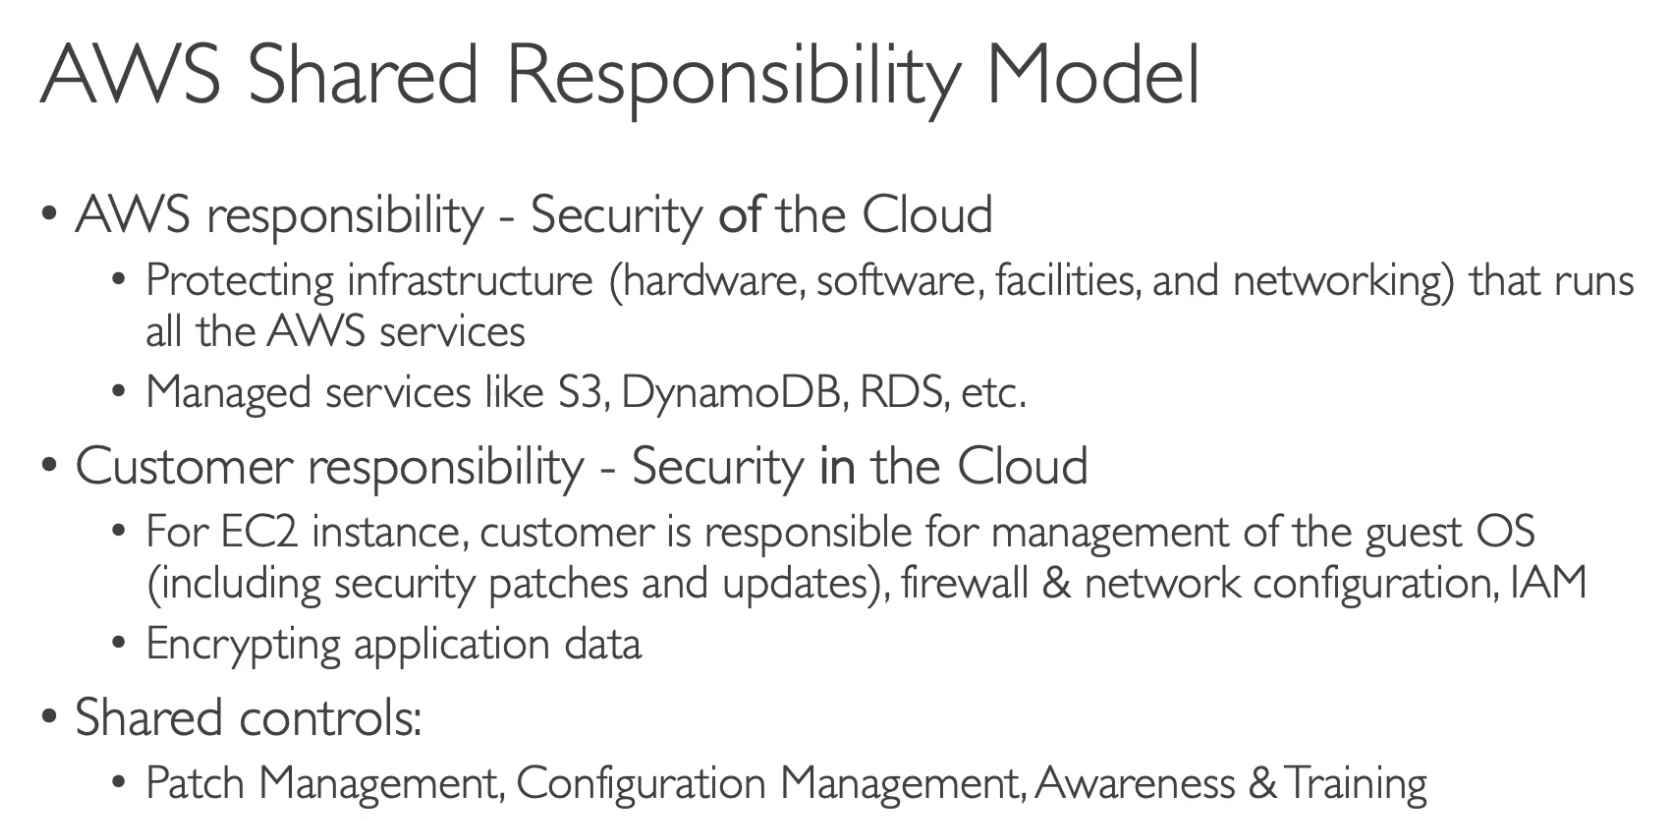 AWS Shared Responsibility Model
• AWS responsibility - Security of the Cloud
• Protecting infrastructure (hardware, software, facilities, and networking) that runs
all the AWS services
• Managed services like S3, DynamoDB, RDS, etc.
• Customer responsibility - Security in the Cloud
• For EC2 instance, customer is responsible for management of the guest OS
(including security patches and updates), firewall & network configuration, IAM
• Encrypting application data
• Shared controls:
• Patch Management, Configuration Management, Awareness & Training